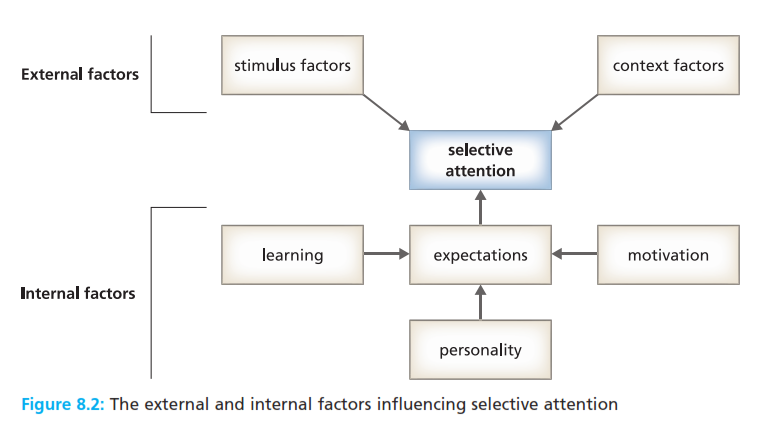 External factors
stimulus factors
context factors
selective
attention
learning
expectations
motivation
Internal factors
personality
Figure 8.2: The external and internal factors influencing selective attention